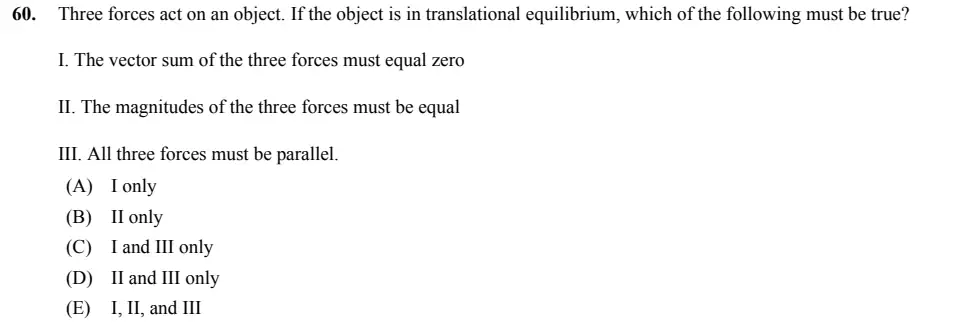 60. Three forces act on an object. If the object is in translational equilibrium, which of the following must be true?
I. The vector sum of the three forces must equal zero
II. The magnitudes of the three forces must be equal
III. All three forces must be parallel.
(A) I only
(B) II only
(C) I and III only
(D) II and III only
(E) I, II, and III